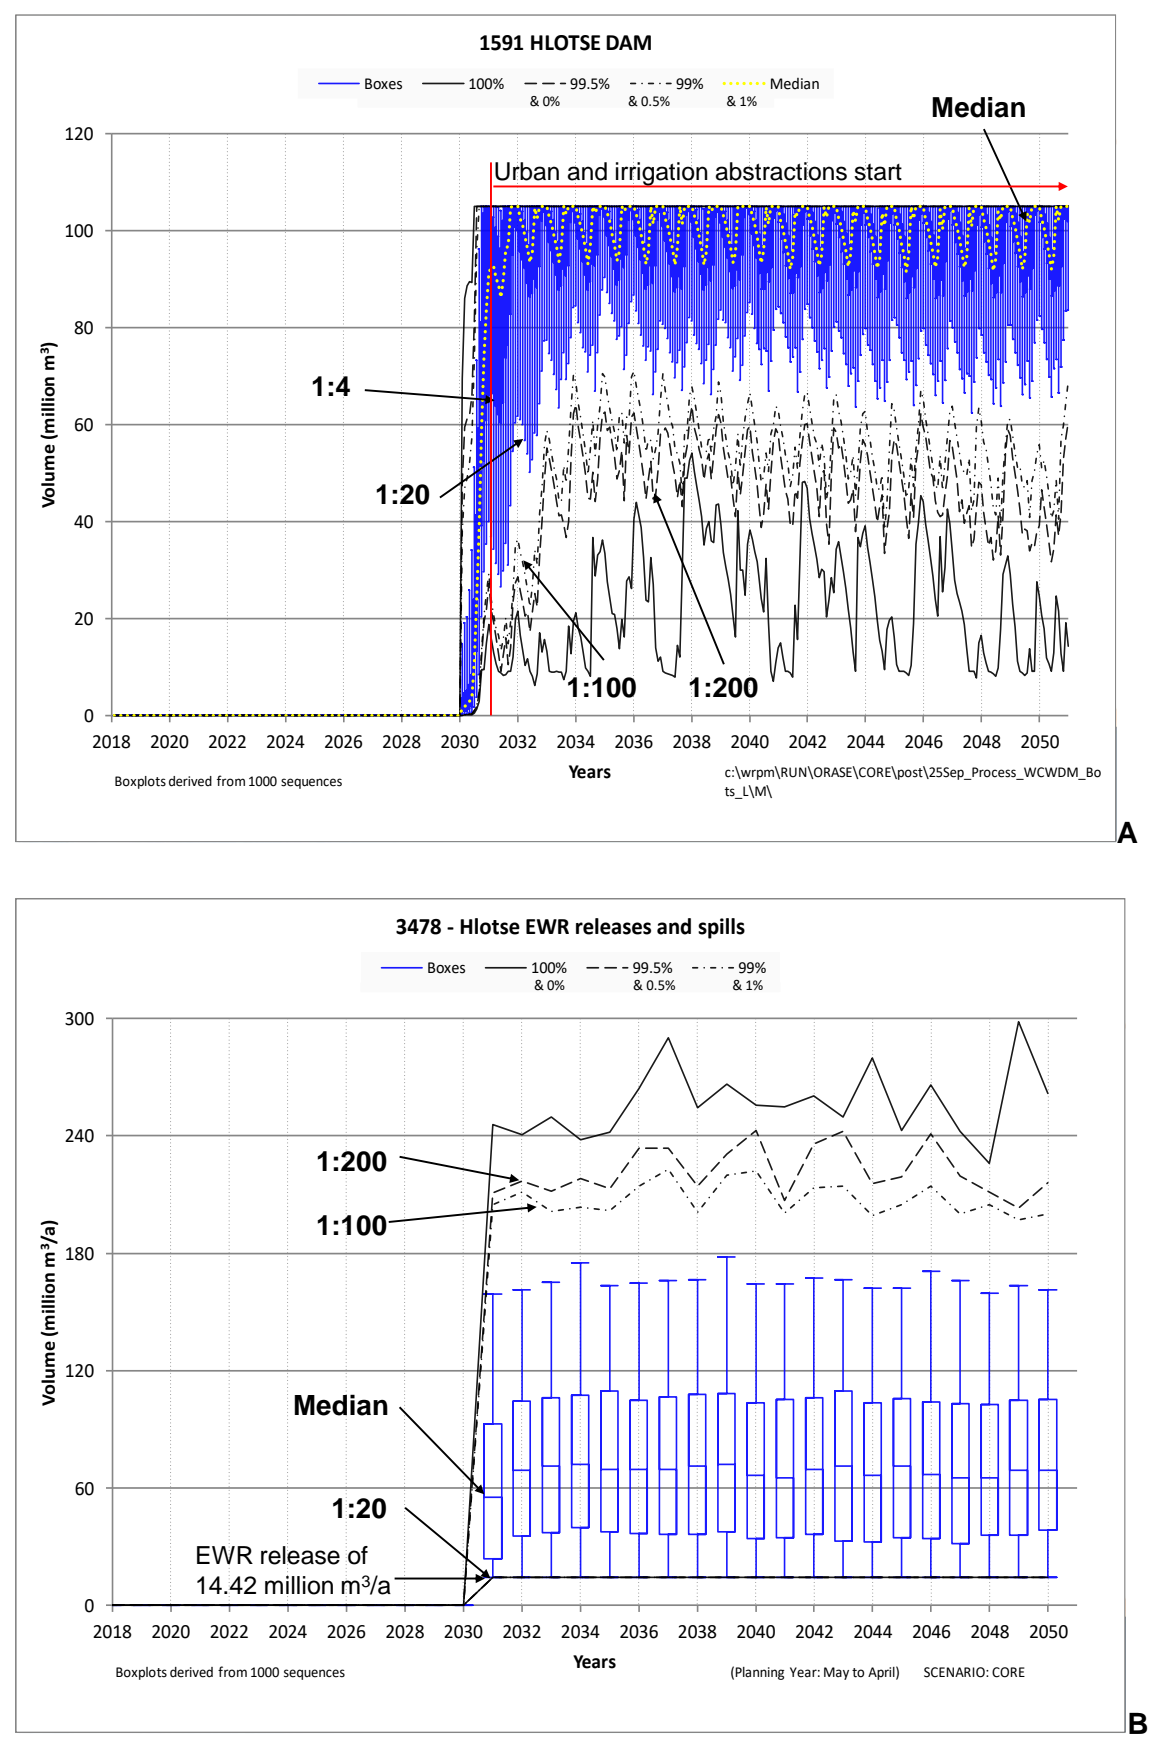 1591 HLOTSE DAM
Boxes 100% 99.5% 99% Median
& 0% & 0.5% & 1%
Median
120
100
80
60
40
20
0
Volume (million m³)
Urban and irrigation abstractions start
1:4
1:20
1:100 1:200
2018 2020 2022 2024 2026 2028 2030 2032 2034 2036 2038 2040 2042 2044 2046 2048 2050
Years
Boxplots derived from 1000 sequences
c:\wrpm\RUN\ORASE\CORE\post\25Sep_Process_WCWDM_Bo
ts_L\M\
A
3478 - Hlotse EWR releases and spills
Boxes 100% 99.5% 99%
& 0% & 0.5% & 1%
300
240
180
120
60
0
Volume (million m³/a)
1:200
1:100
Median
1:20
EWR release of
14.42 million m³/a
2018 2020 2022 2024 2026 2028 2030 2032 2034 2036 2038 2040 2042 2044 2046 2048 2050
Years
Boxplots derived from 1000 sequences
(Planning Year: May to April) SCENARIO: CORE
B